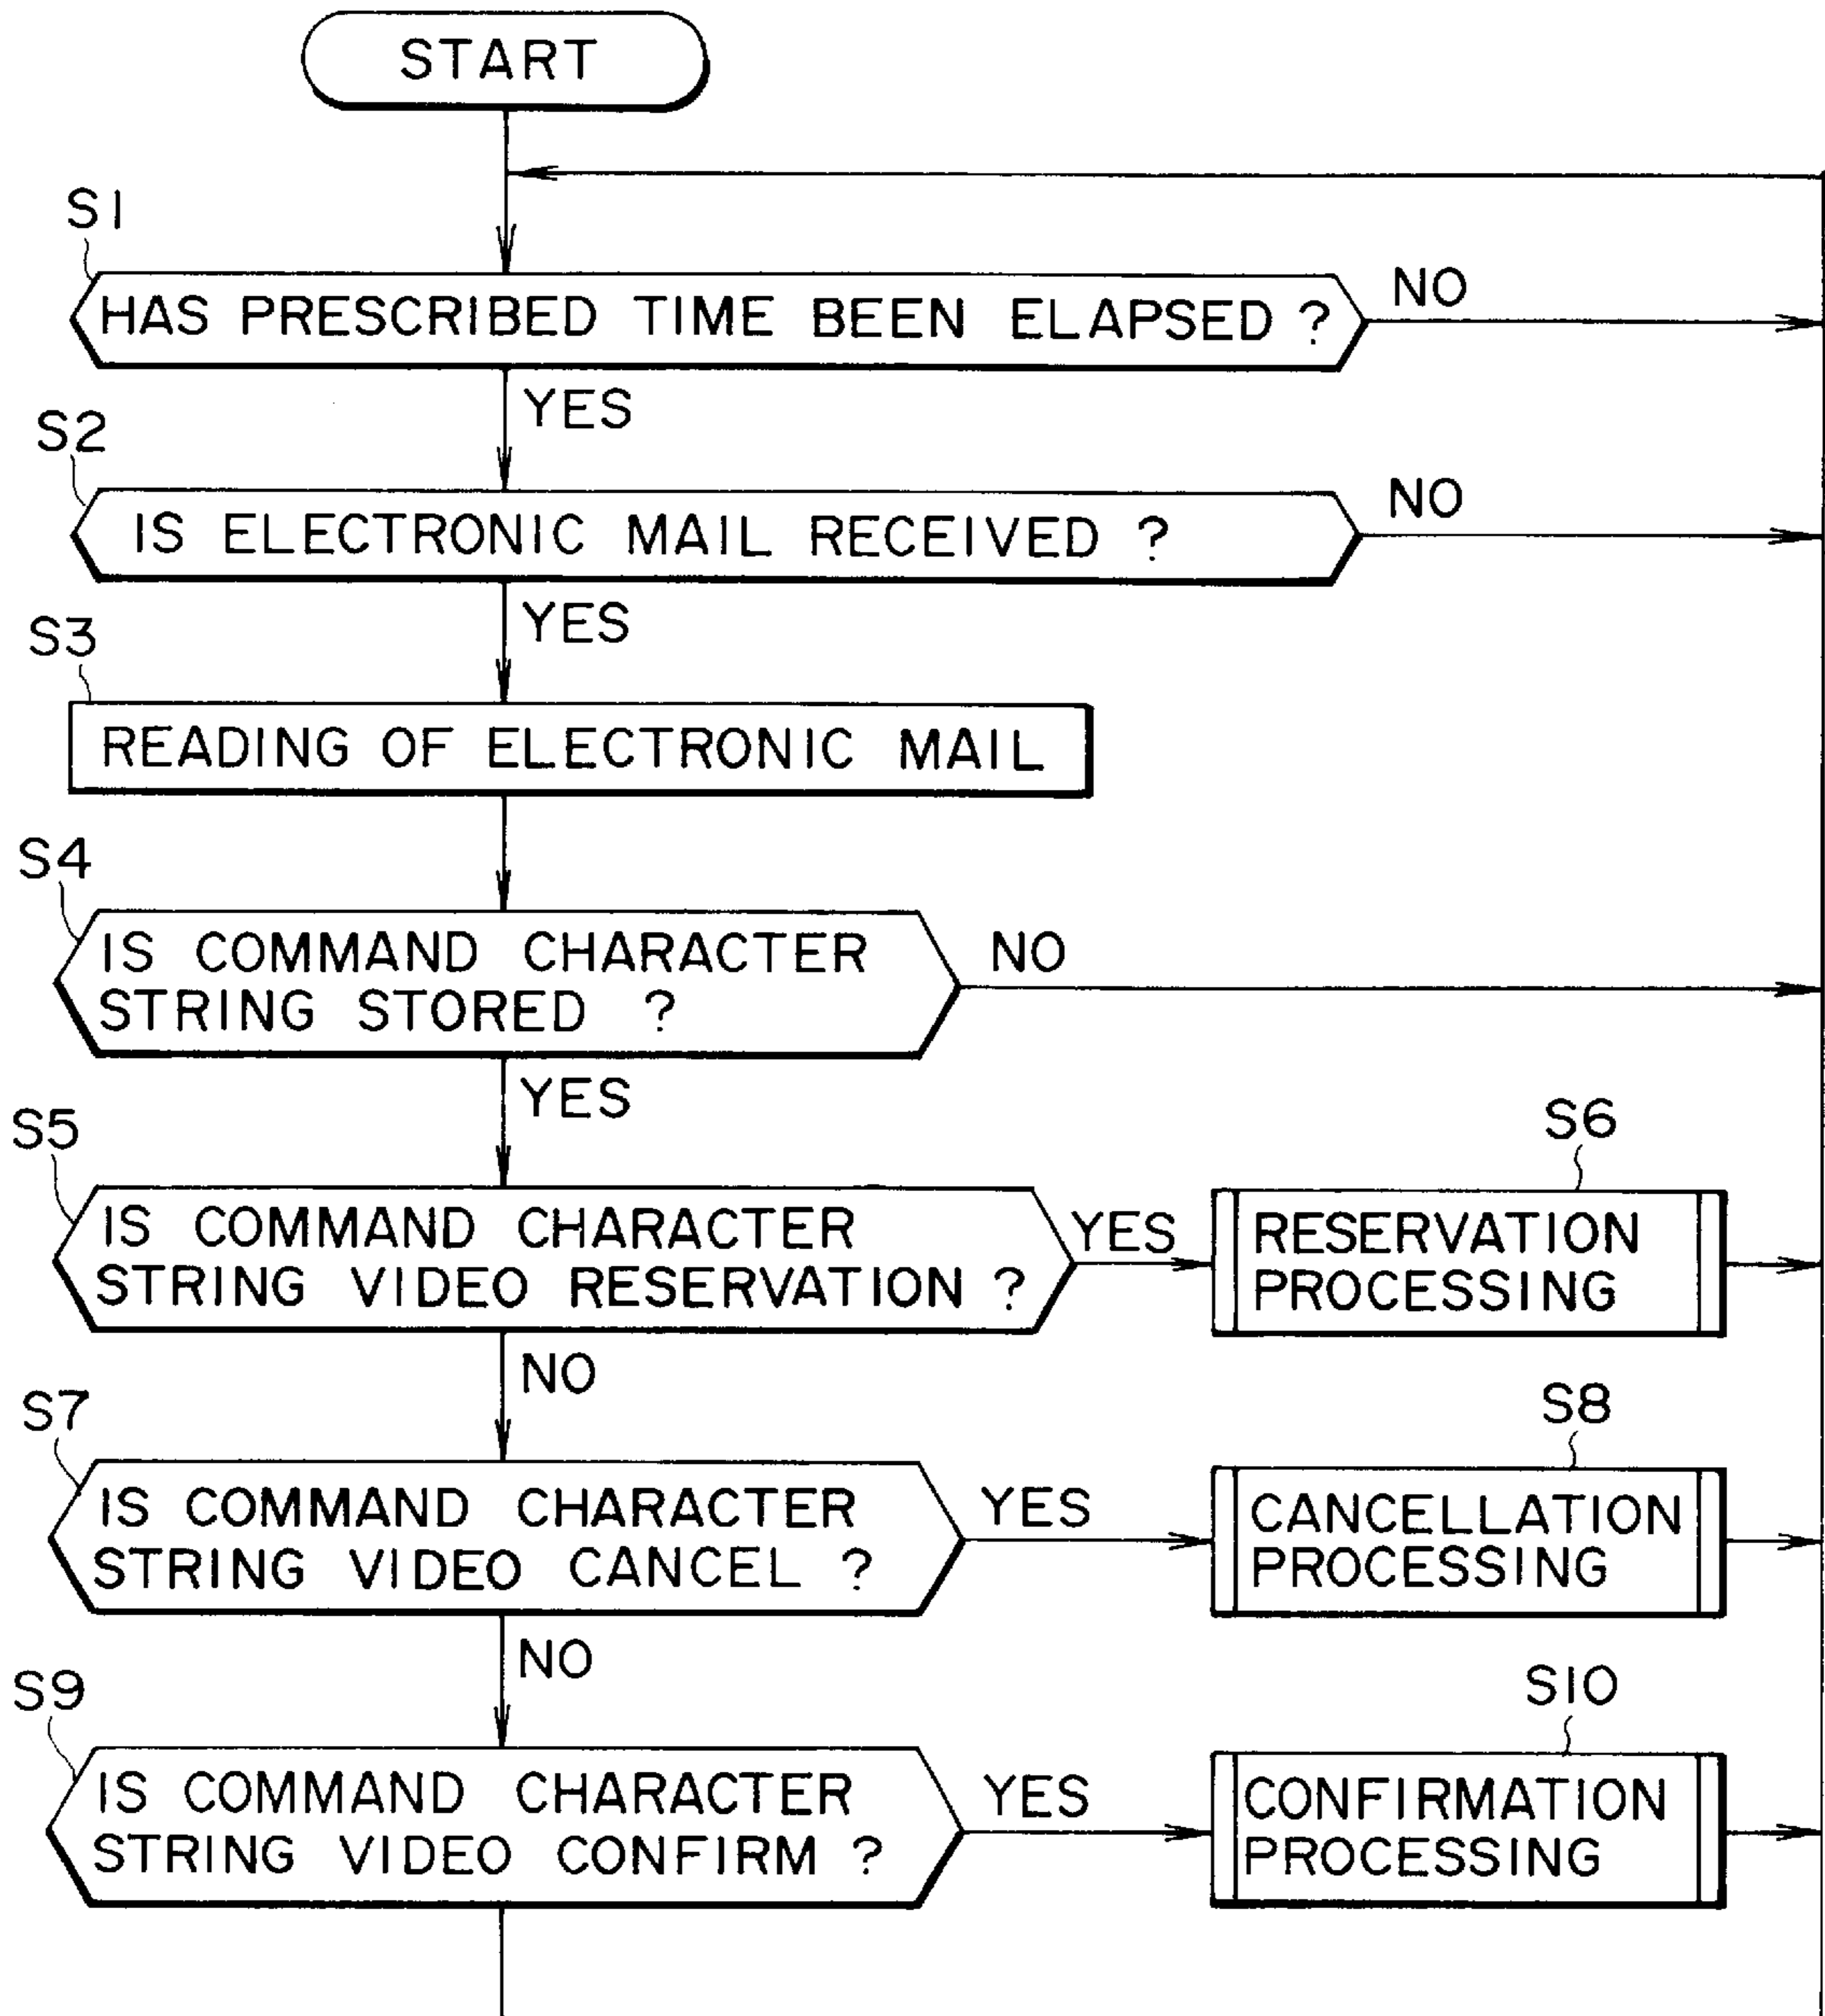 START
S1
HAS PRESCRIBED TIME BEEN ELAPSED ?
NO
YES
S2
IS ELECTRONIC MAIL RECEIVED ?
NO
YES
S3
READING OF ELECTRONIC MAIL
S4
IS COMMAND CHARACTER
STRING STORED ?
NO
YES
S5
IS COMMAND CHARACTER
STRING VIDEO RESERVATION ?
YES
S6
RESERVATION
PROCESSING
NO
S7
IS COMMAND CHARACTER
STRING VIDEO CANCEL ?
YES
S8
CANCELLATION
PROCESSING
NO
S9
IS COMMAND CHARACTER
STRING VIDEO CONFIRM ?
YES
S10
CONFIRMATION
PROCESSING